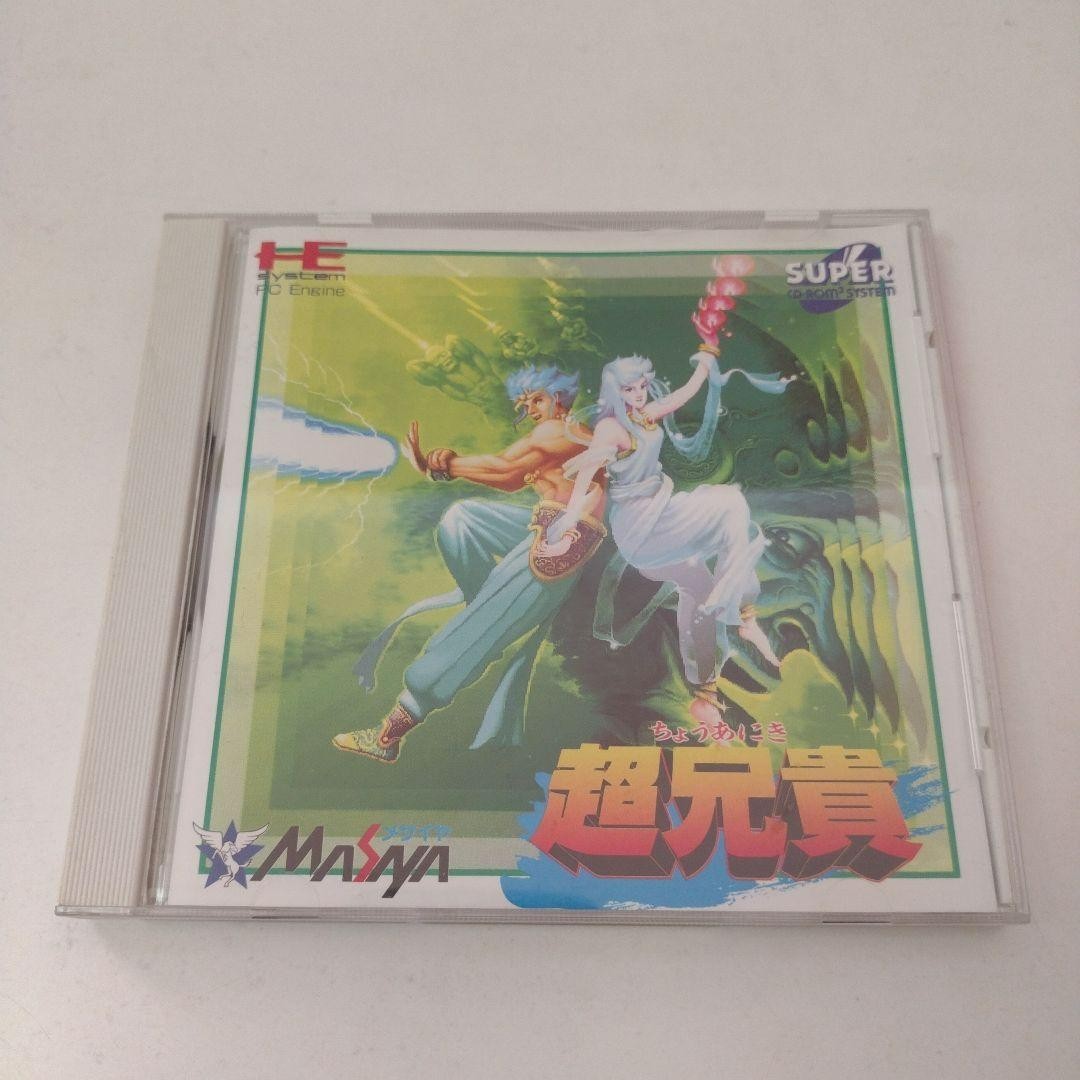 HE
system
PC Engine
SUPER
CD-ROM² SYSTEM
ちょうあにき
超兄貴
メサイヤ
MASAYA